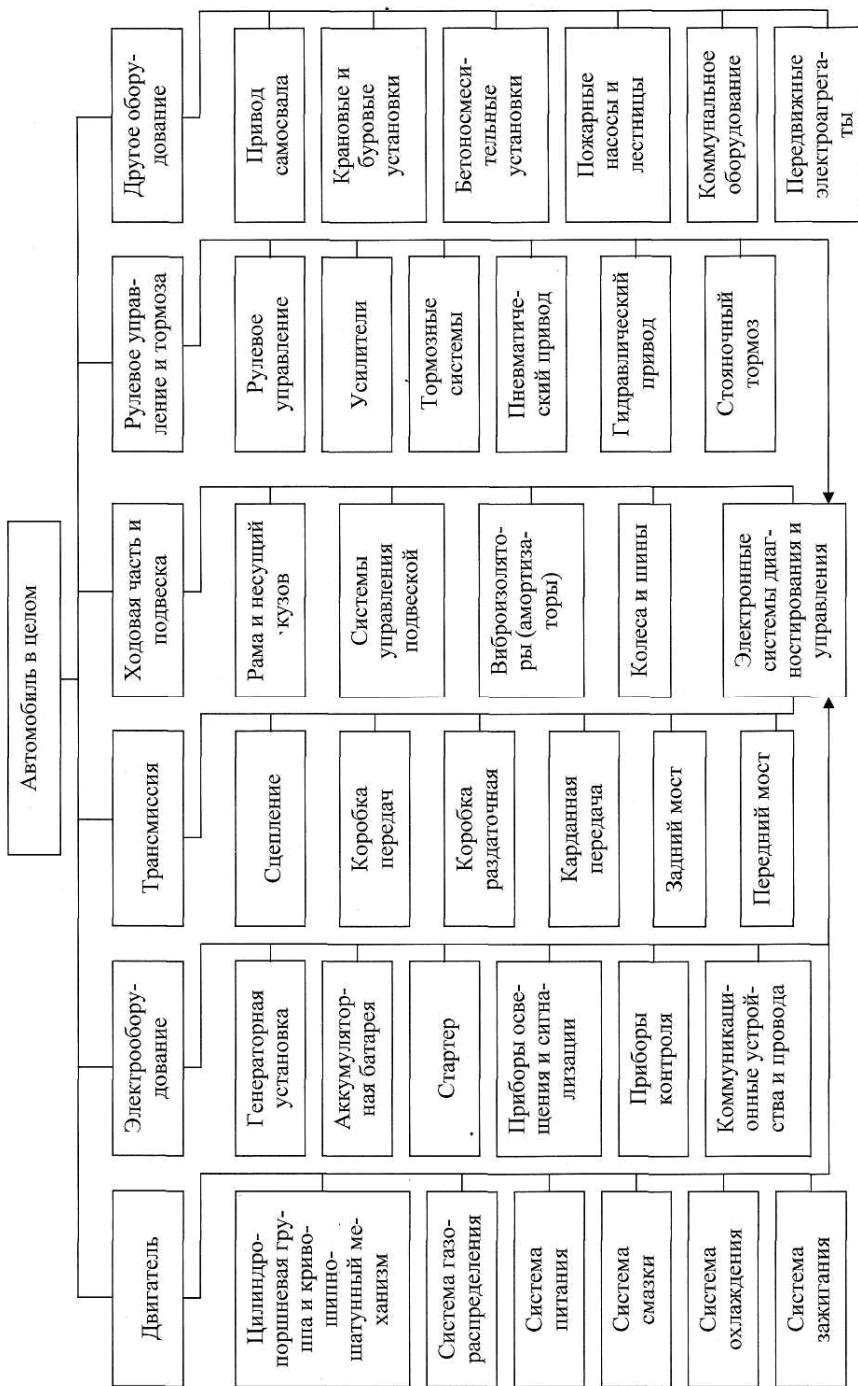 Автомобиль в целом
Двигатель
Цилиндро-
поршневая гру-
ппа и криво-
шипно-
шатунный ме-
ханизм
Система газо-
распределения
Система
питания
Система
смазки
Система
охлаждения
Система
зажигания
Электрообору-
дование
Генераторная
установка
Аккумулятор-
ная батарея
Стартер
Приборы осве-
щения и сигна-
лизации
Приборы
контроля
Коммуникаци-
онные устрой-
ства и провода
Трансмиссия
Сцепление
Коробка
передач
Коробка
раздаточная
Карданная
передача
Задний мост
Передний мост
Ходовая часть и
подвеска
Рама и несущий
кузов
Системы
управления
подвеской
Виброизолято-
ры (амортиза-
торы)
Колеса и шины
Электронные
системы диаг-
ностирования и
управления
Рулевое управ-
ление и тормоза
Рулевое
управление
Усилители
Тормозные
системы
Пневматиче-
ский привод
Гидравлический
привод
Стояночный
тормоз
Другое обору-
дование
Привод
самосвала
Крановые и
буровые
установки
Бетоносмеси-
тельные
установки
Пожарные
насосы и
лестницы
Коммунальное
оборудование
Передвижные
электроагрега-
ты